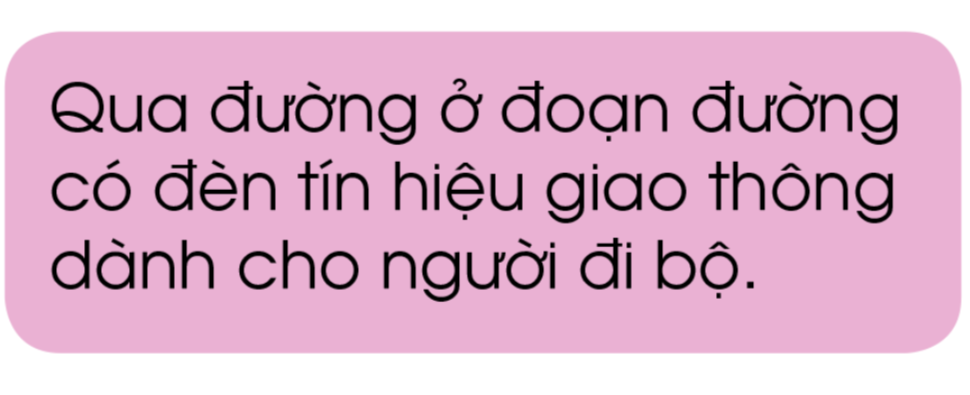 Qua đường ở đoạn đường
có đèn tín hiệu giao thông
dành cho người đi bộ.